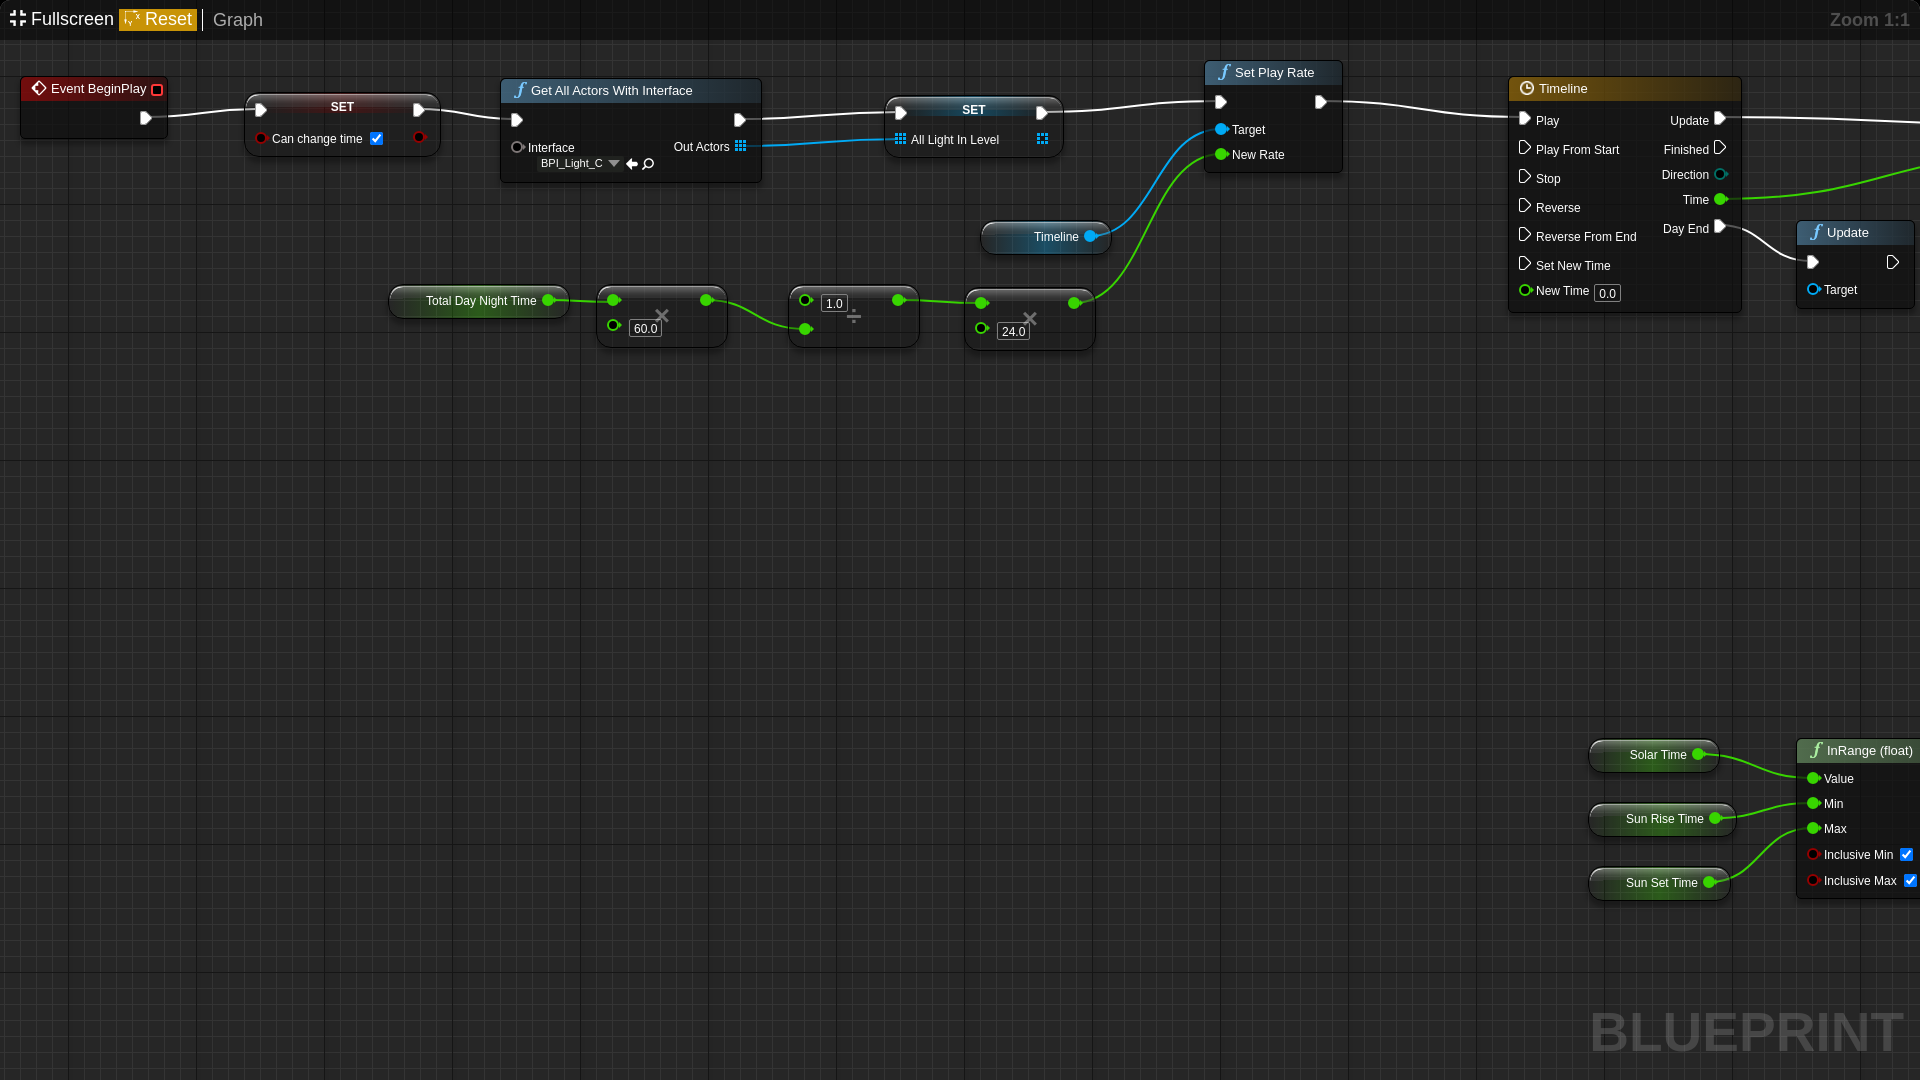 Fullscreen Reset Graph Zoom 1:1
Event BeginPlay
SET
Can change time
Get All Actors With Interface
Interface
BPI_Light_C
Out Actors
SET
All Light In Level
Set Play Rate
Target
New Rate
Timeline
Play
Play From Start
Stop
Reverse
Reverse From End
Set New Time
New Time 0.0
Update
Finished
Direction
Time
Day End
Update
Target
Timeline
Total Day Night Time
60.0
×
1.0
÷
24.0
×
Solar Time
Sun Rise Time
Sun Set Time
InRange (float)
Value
Min
Max
Inclusive Min
Inclusive Max
BLUEPRINT